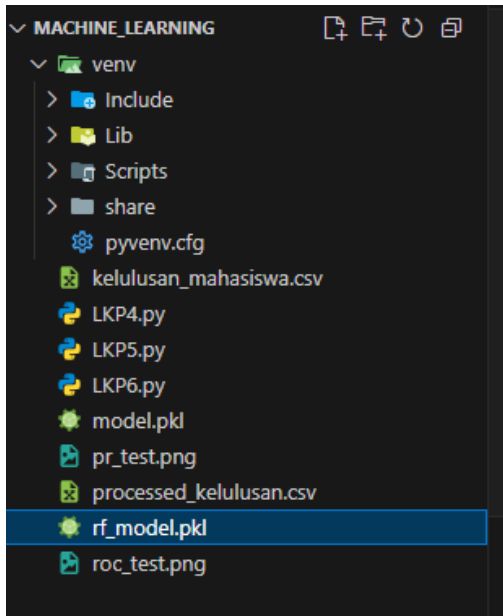 MACHINE_LEARNING
venv
Include
Lib
Scripts
share
pyvenv.cfg
kelulusan_mahasiswa.csv
LKP4.py
LKP5.py
LKP6.py
model.pkl
pr_test.png
processed_kelulusan.csv
rf_model.pkl
roc_test.png